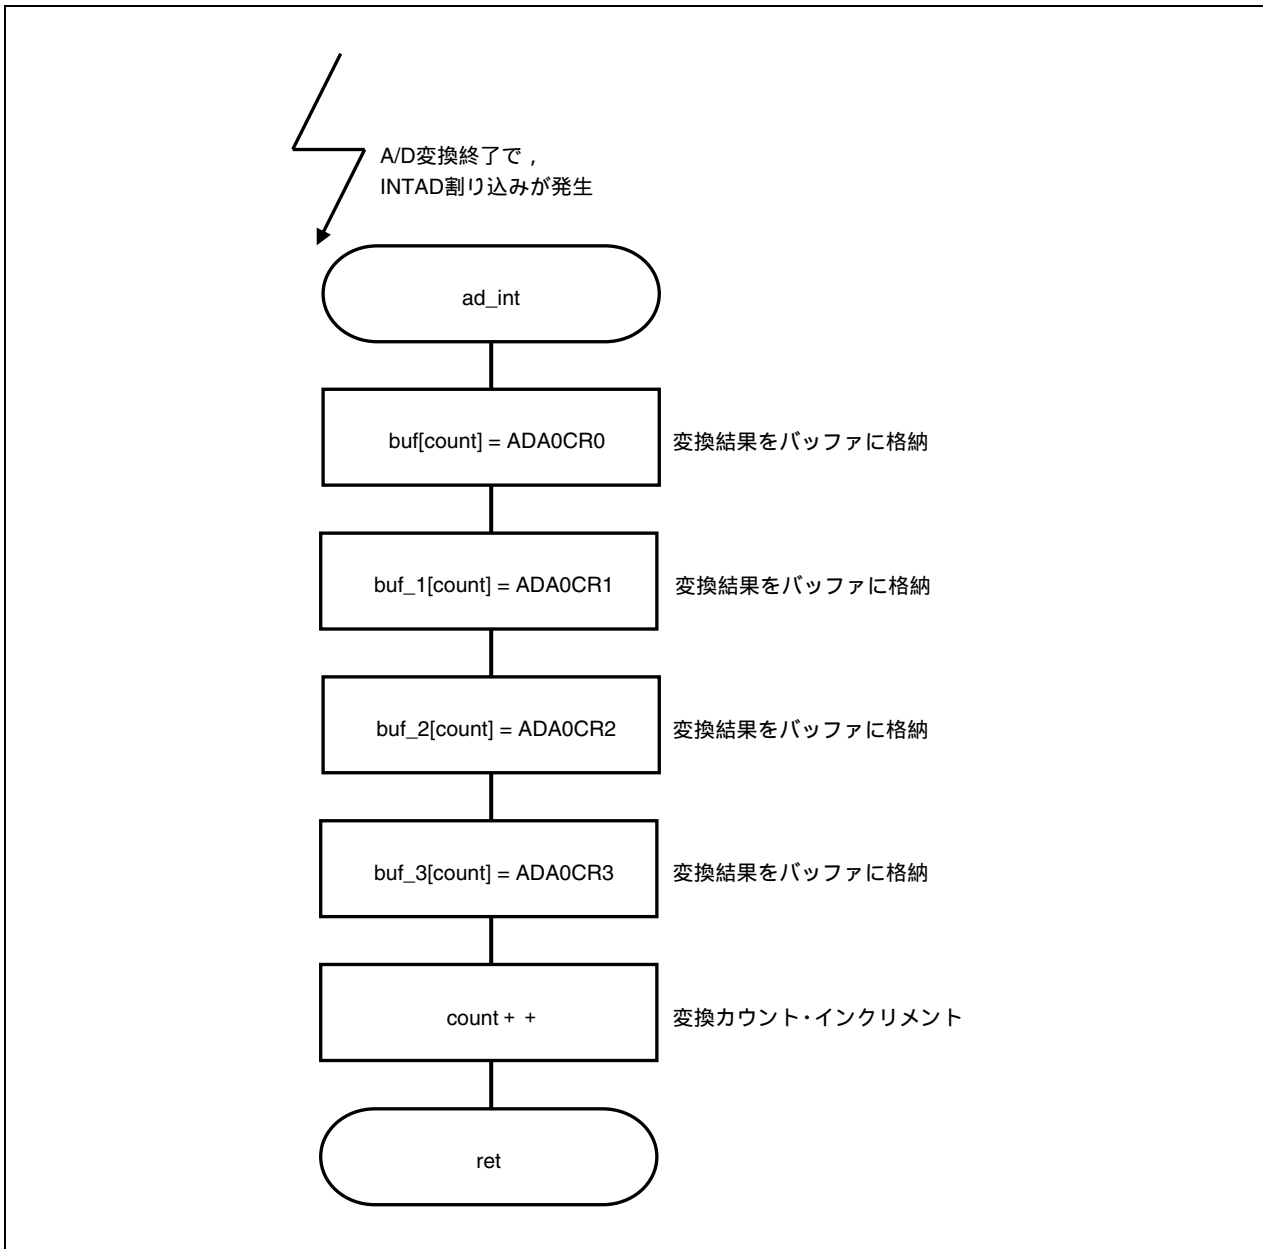 A/D変換終了で，
INTAD割り込みが発生
ad_int
buf[count] = ADA0CR0
変換結果をバッファに格納
buf_1[count] = ADA0CR1
変換結果をバッファに格納
buf_2[count] = ADA0CR2
変換結果をバッファに格納
buf_3[count] = ADA0CR3
変換結果をバッファに格納
count + +
変換カウント・インクリメント
ret